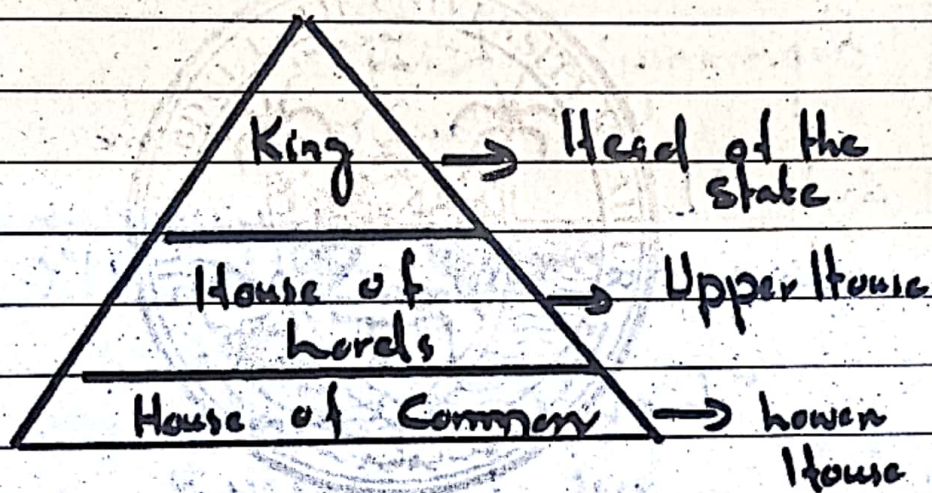 King → Head of the
state
House of
Lords → Upper House
House of Common → Lower
House